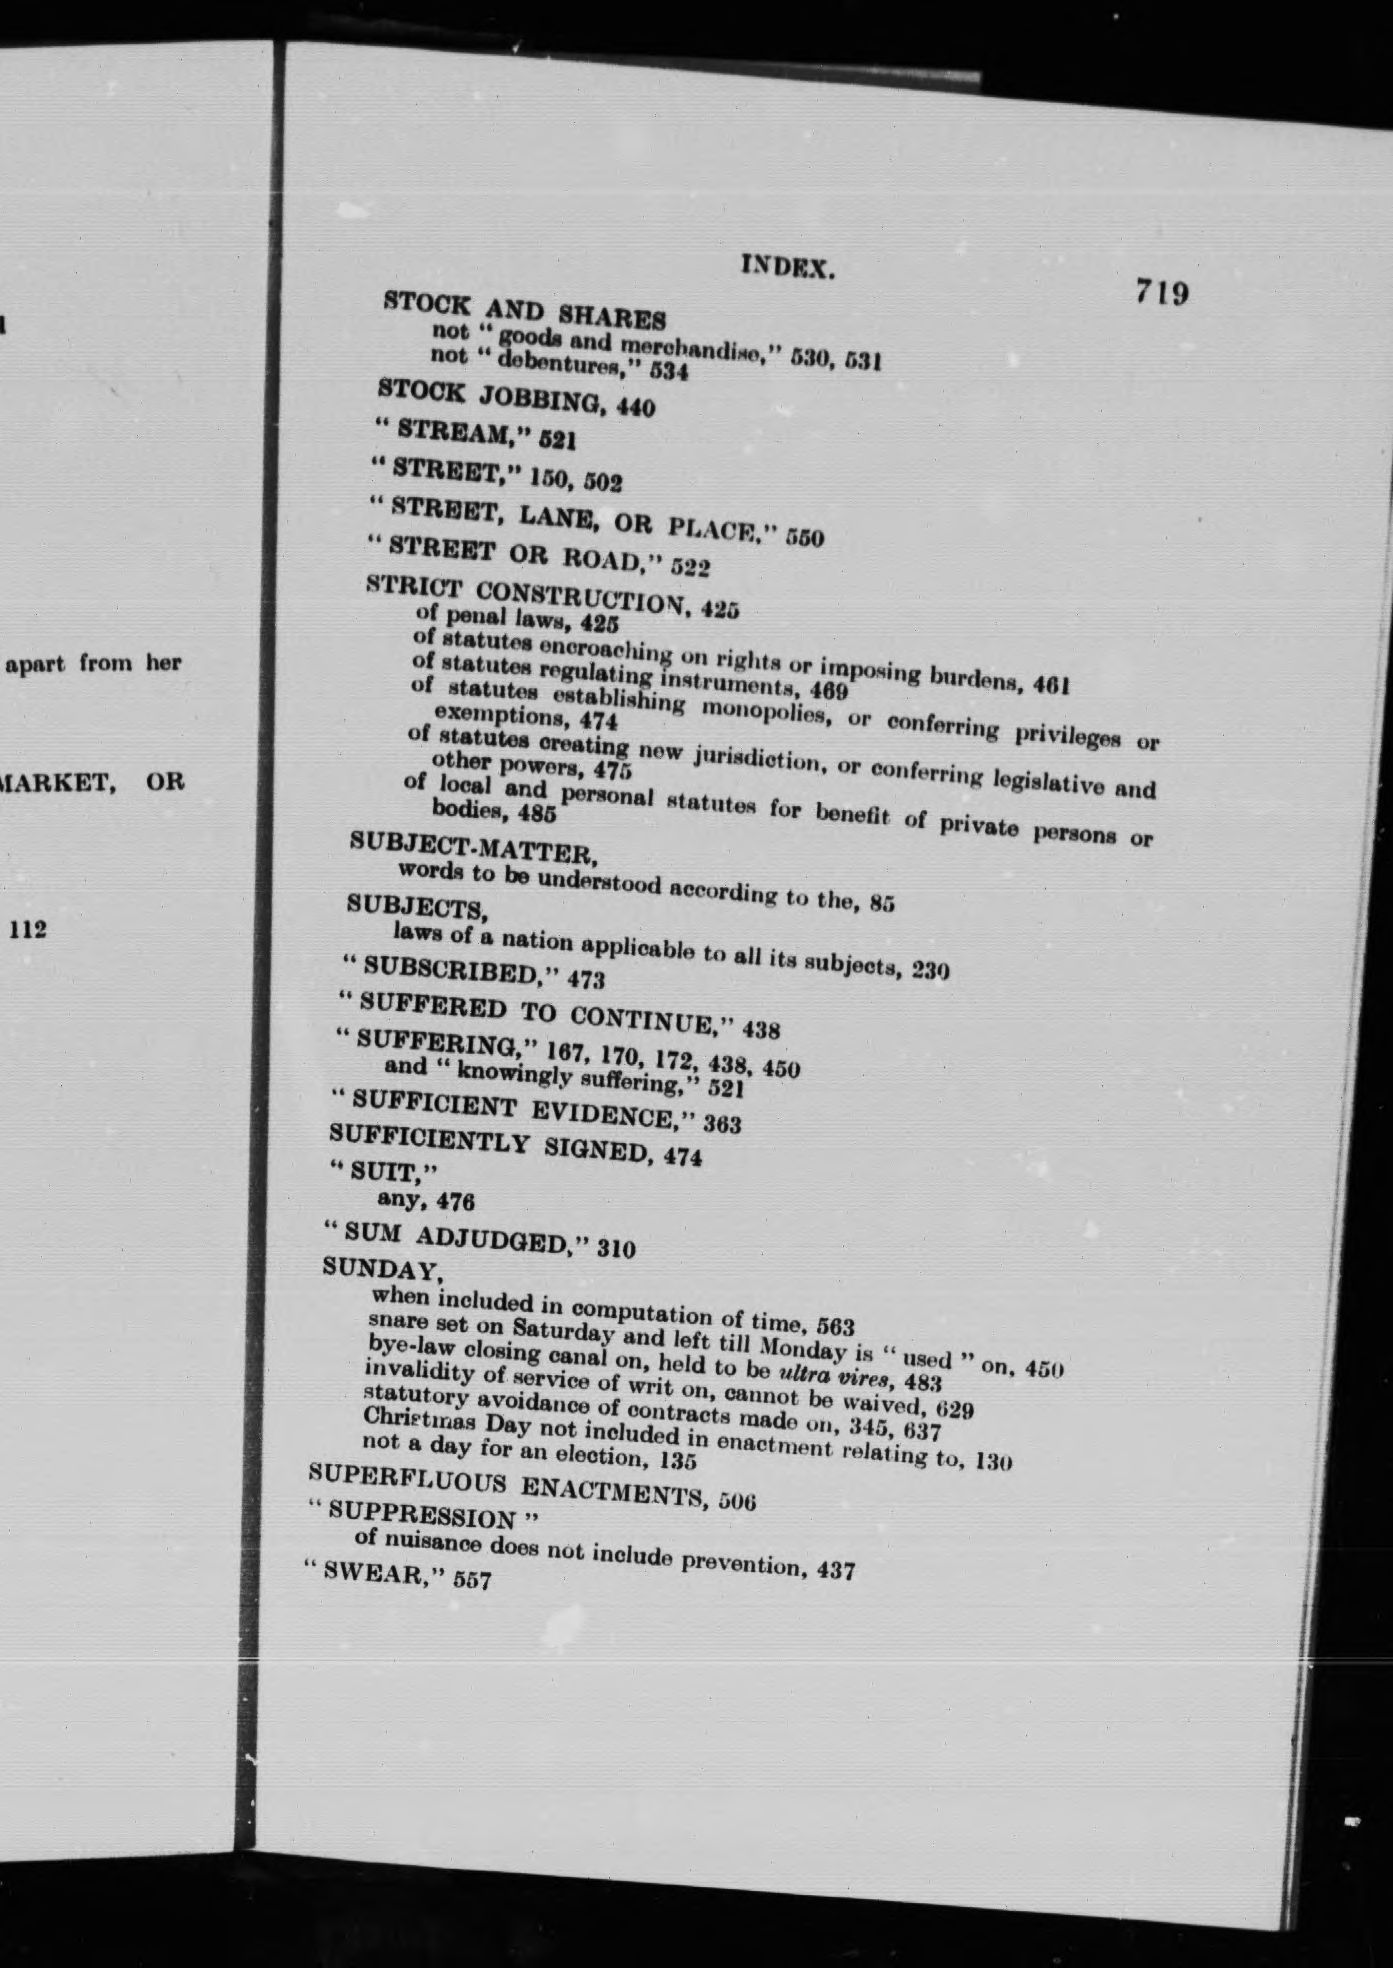 apart from her
MARKET, OR
112
INDEX.
719
STOCK AND SHARES
not " goods and merchandise," 530, 531
not " debentures," 534
STOCK JOBBING, 440
" STREAM," 521
" STREET," 150, 502
" STREET, LANE, OR PLACE," 550
" STREET OR ROAD," 522
STRICT CONSTRUCTION, 425
of penal laws, 425
of statutes encroaching on rights or imposing burdens, 461
of statutes regulating instruments, 469
of statutes establishing monopolies, or conferring privileges or
exemptions, 474
of statutes creating new jurisdiction, or conferring legislative and
other powers, 475
of local and personal statutes for benefit of private persons or
bodies, 485
SUBJECT-MATTER,
words to be understood according to the, 85
SUBJECTS,
laws of a nation applicable to all its subjects, 230
" SUBSCRIBED," 473
" SUFFERED TO CONTINUE," 438
" SUFFERING," 167, 170, 172, 438, 450
and " knowingly suffering," 521
" SUFFICIENT EVIDENCE," 363
SUFFICIENTLY SIGNED, 474
" SUIT,"
any, 476
" SUM ADJUDGED," 310
SUNDAY,
when included in computation of time, 563
snare set on Saturday and left till Monday is " used " on, 450
bye-law closing canal on, held to be ultra vires, 483
invalidity of service of writ on, cannot be waived, 629
statutory avoidance of contracts made on, 345, 637
Christmas Day not included in enactment relating to, 130
not a day for an election, 135
SUPERFLUOUS ENACTMENTS, 506
" SUPPRESSION "
of nuisance does not include prevention, 437
" SWEAR," 557